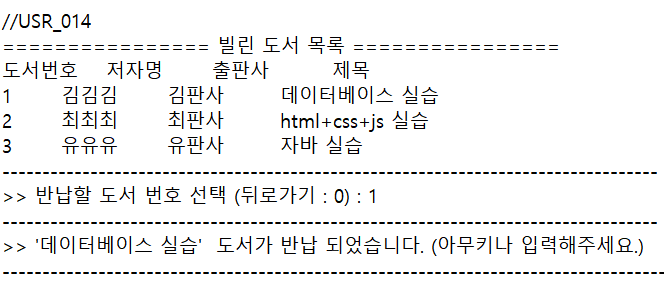 //USR_014
================ 빌린 도서 목록 ================
도서번호 저자명 출판사 제목
1 김김김 김판사 데이터베이스 실습
2 최최최 최판사 html+css+js 실습
3 유유유 유판사 자바 실습
--------------------------------------------------------------------------------
>> 반납할 도서 번호 선택 (뒤로가기 : 0) : 1
--------------------------------------------------------------------------------
>> '데이터베이스 실습' 도서가 반납 되었습니다. (아무키나 입력해주세요.)
---------------------------------------------------------------------------------